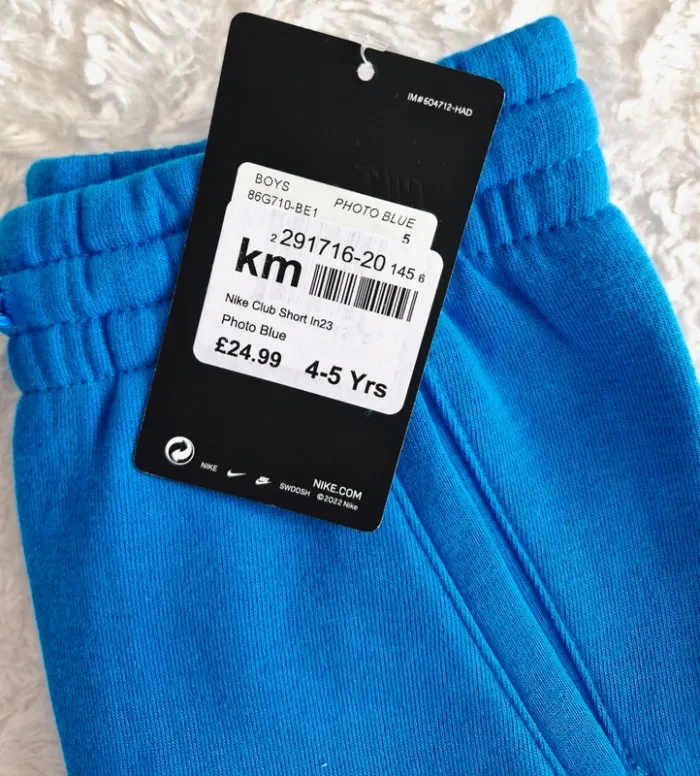 IM#604712-HAD
BOYS
86G710-BE1 PHOTO BLUE
5
2 291716-20 145 6
km
Nike Club Short In23
Photo Blue
£24.99 4-5 Yrs
NIKE SWOOSH NIKE.COM
©2022 Nike